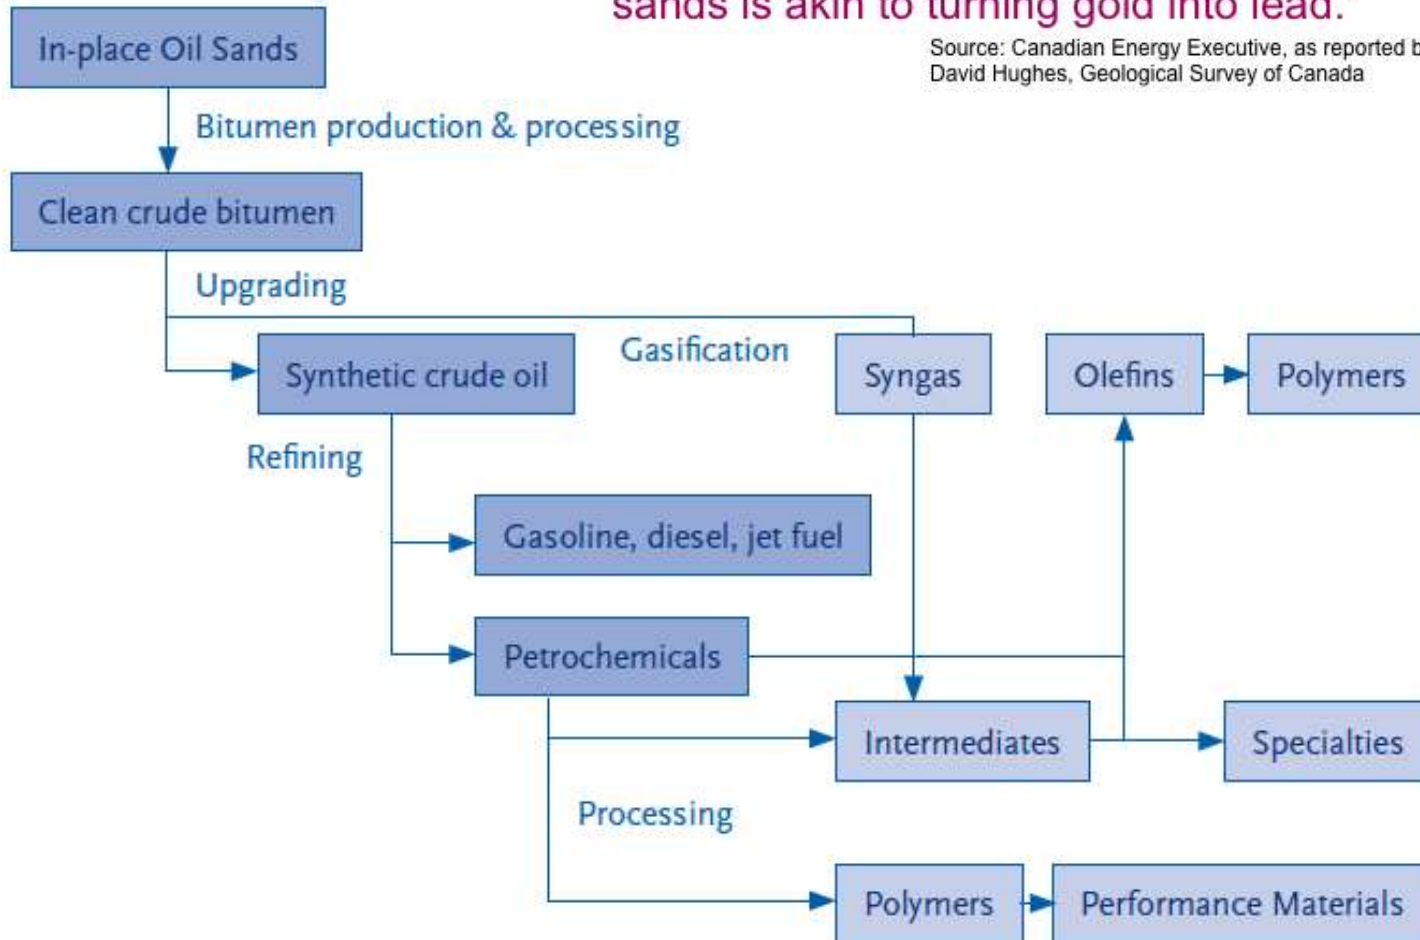 sands is akin to turning gold into lead."
Source: Canadian Energy Executive, as reported b
David Hughes, Geological Survey of Canada
In-place Oil Sands
Bitumen production & processing
Clean crude bitumen
Upgrading
Gasification
Synthetic crude oil
Syngas
Olefins
Polymers
Refining
Gasoline, diesel, jet fuel
Petrochemicals
Intermediates
Specialties
Processing
Polymers
Performance Materials